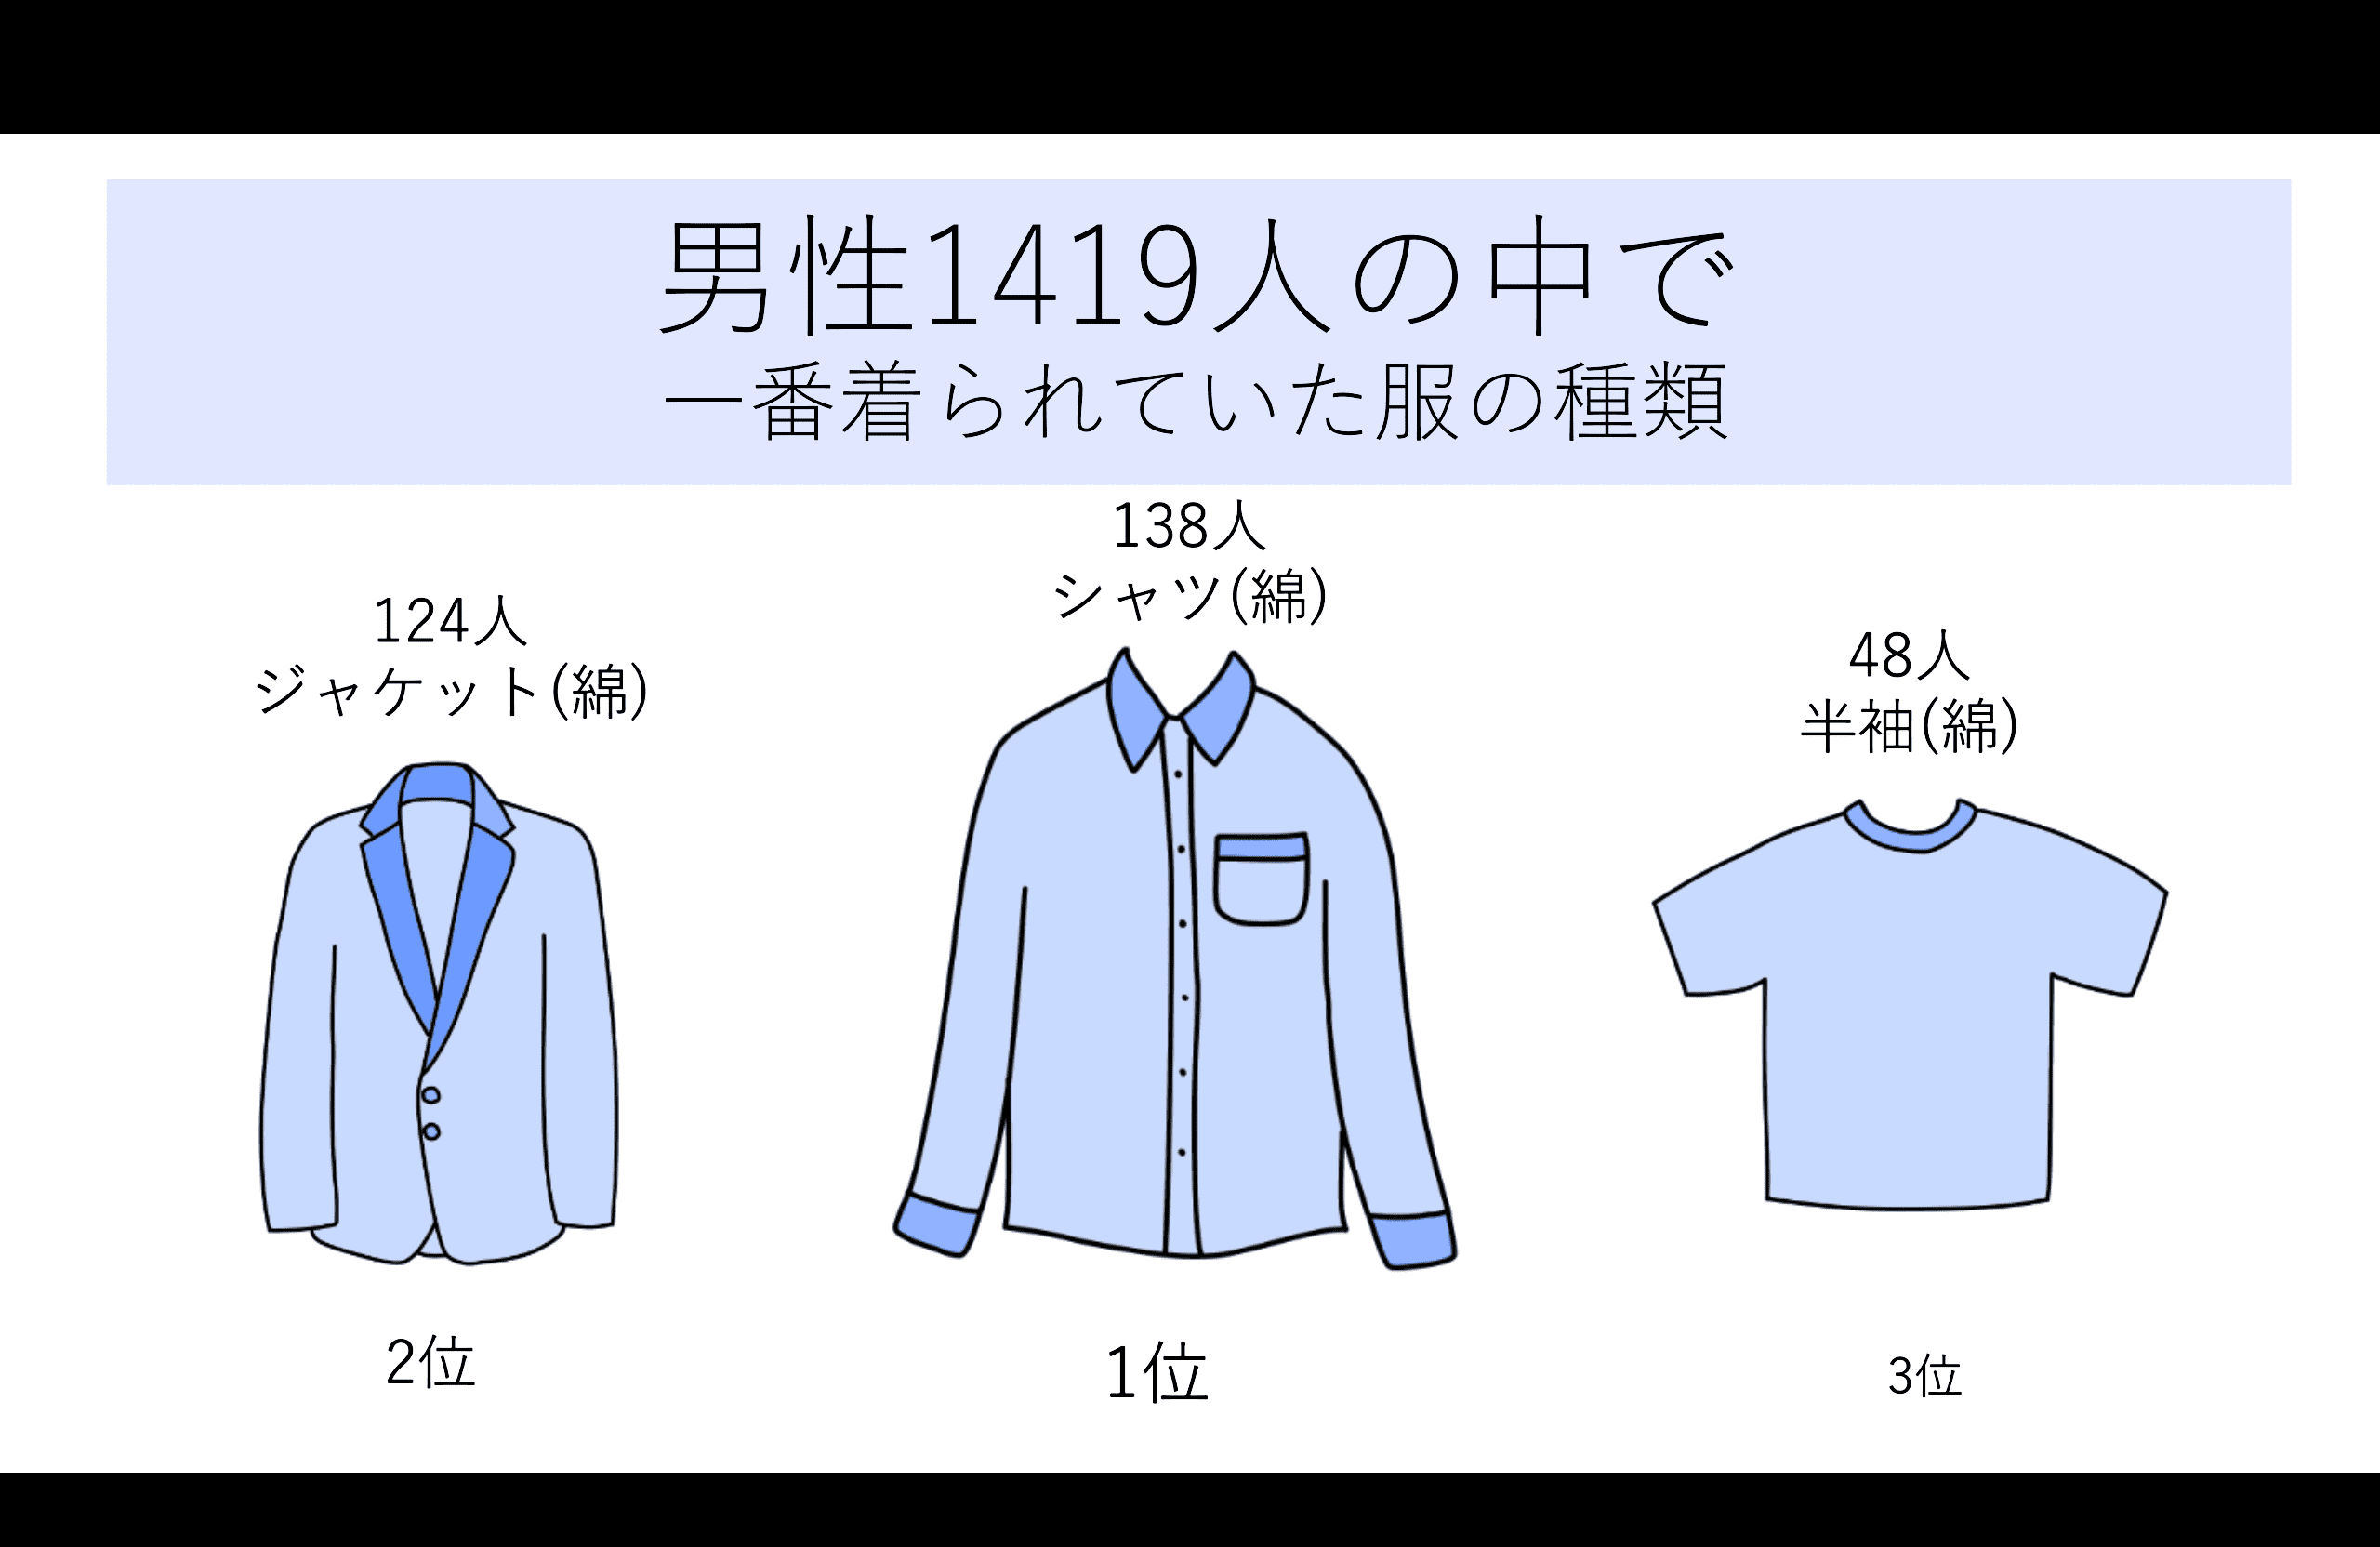 男性1419人の中で
一番着られていた服の種類
138人
シャツ(綿)
124人
ジャケット(綿)
48人
半袖(綿)
2位
1位
3位